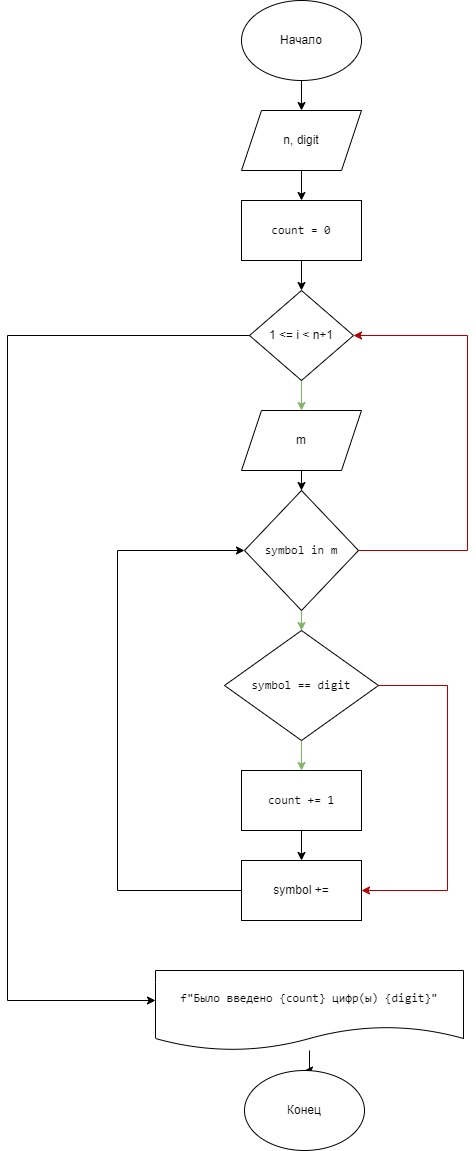 Начало
n, digit
count = 0
1 <= i < n+1
m
symbol in m
symbol == digit
count += 1
symbol +=
f"Было введено {count} цифр(ы) {digit}"
Конец